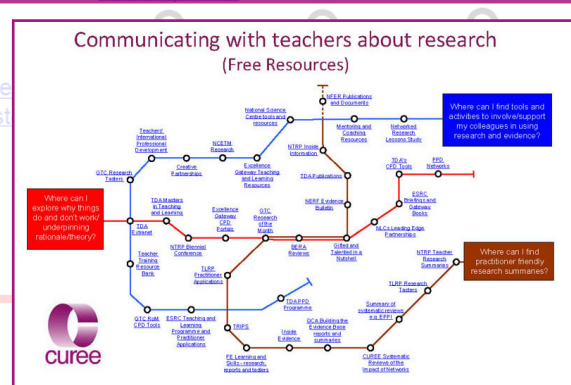 Communicating with teachers about research
(Free Resources)
NFER Publications
and Documents
National Science
Centre tools and
resources
Mentoring and
Coaching
Resources
Networked
Research
Lessons Study
Where can I find tools and
activities to involve/support
my colleagues in using
research and evidence?
Teachers'
International
Professional
Development
NCETM
Research
NTRP Inside
Information
Creative
Partnerships
Excellence
Gateway Teaching
and Learning
Resources
TDA Publications
TDA's
CPD Tools
PPD
Networks
GTC Research
Tasters
Where can I
explore why things
do and don't work/
underpinning
rationale/theory?
TDA Masters
in Teaching
and Learning
Excellence
Gateway
CPD
Portals
GTC
Research
of the
Month
NERF Evidence
Bulletin
ESRC
Briefings and
Gateway
Books
TDA
Extranet
NLCs Leading Edge
Partnerships
NTRP Biennial
Conference
BERA
Reviews
Gifted and
Talented in a
Nutshell
NTRP Teacher
Research
Summaries
Where can I find
practitioner friendly
research summaries?
Teacher
Training
Resource
Bank
TLRP
Practitioner
Applications
TLRP Research
Tasters
TDA PPD
Programme
Summary of
systematic reviews
e.g. EPPI
GTC RoM
CPD Tools
ESRC Teaching and
Learning
Programme and
Practitioner
Applications
TRIPS
Inside
Evidence
QCA Building the
Evidence Base
reports and
summaries
FE Learning and
Skills - research,
reports and tasters
CUREE Systematic
Reviews of the
Impact of Networks
curee